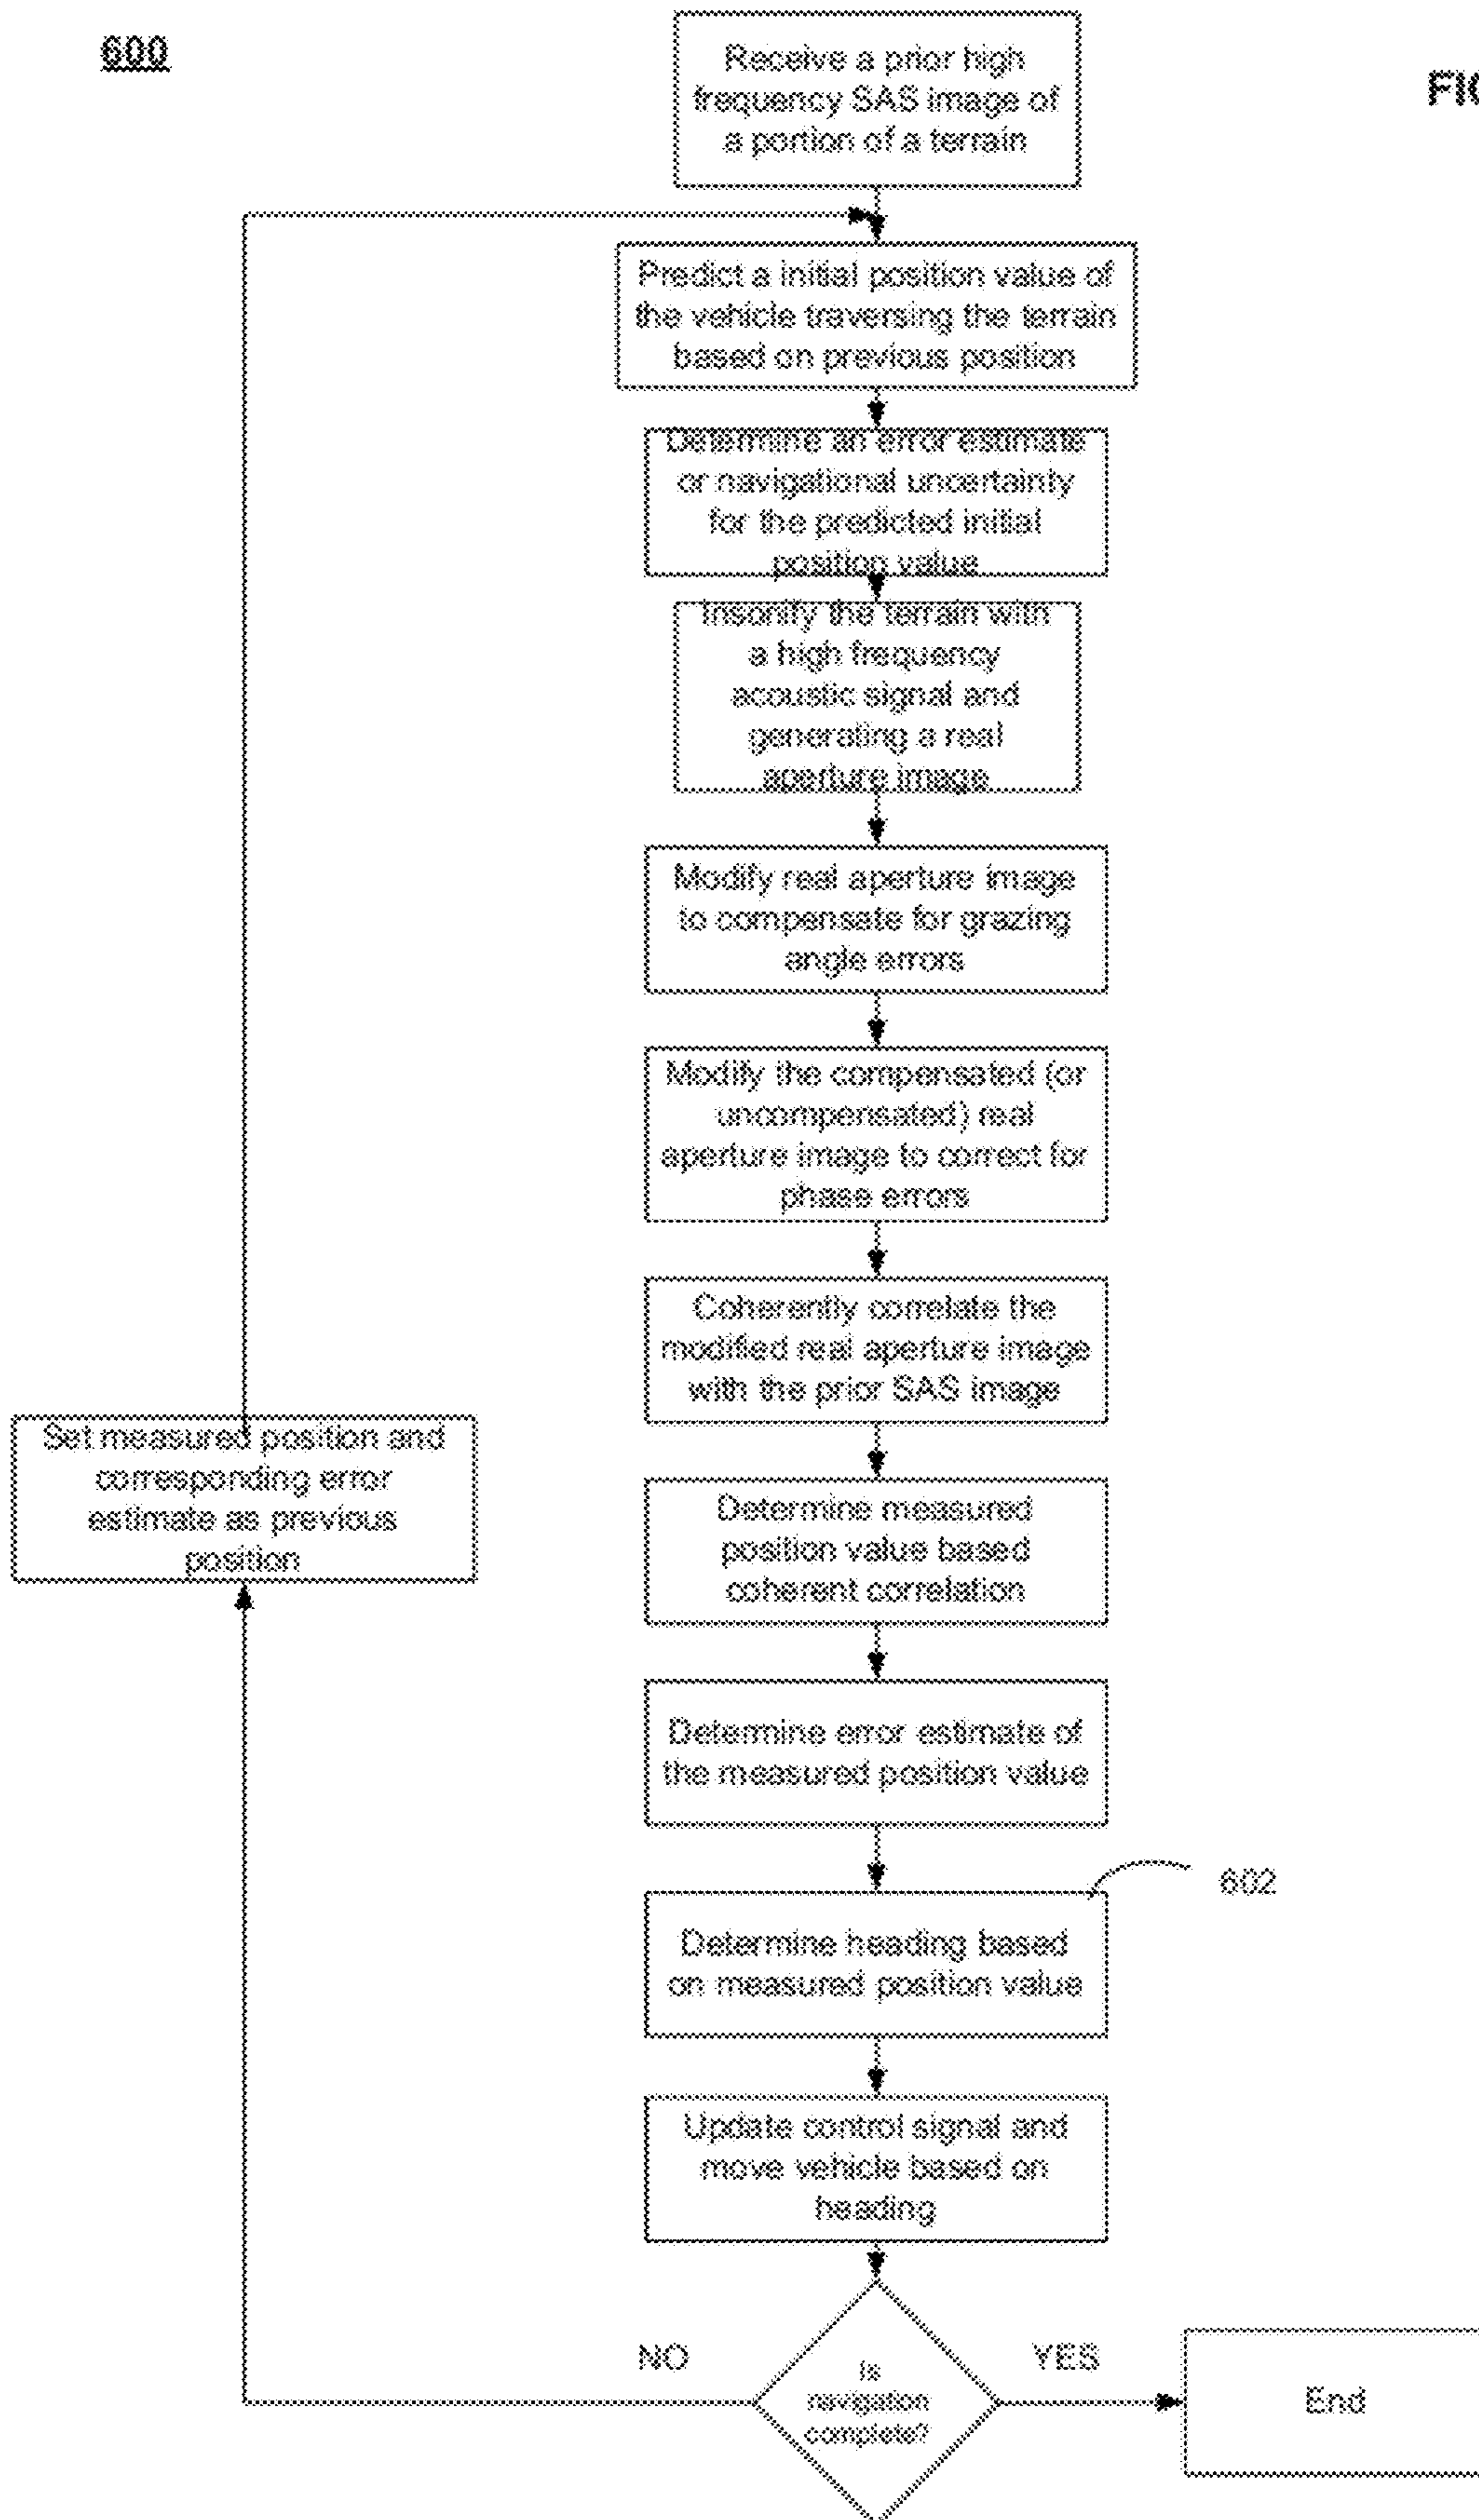 600
FIG
Receive a prior high
frequency SAS image of
a portion of a terrain
Predict a initial position value of
the vehicle traversing the terrain
based on previous position
Determine an error estimate
or navigational uncertainty
for the predicted initial
position value
Insonify the terrain with
a high frequency
acoustic signal and
generating a real
aperture image
Modify real aperture image
to compensate for grazing
angle errors
Modify the compensated (or
uncompensated) real
aperture image to correct for
phase errors
Coherently correlate the
modified real aperture image
with the prior SAS image
Set measured position and
corresponding error
estimate as previous
position
Determine measured
position value based
coherent correlation
Determine error estimate of
the measured position value
602
Determine heading based
on measured position value
Update control signal and
move vehicle based on
heading
NO
YES
Is
navigation
complete?
End